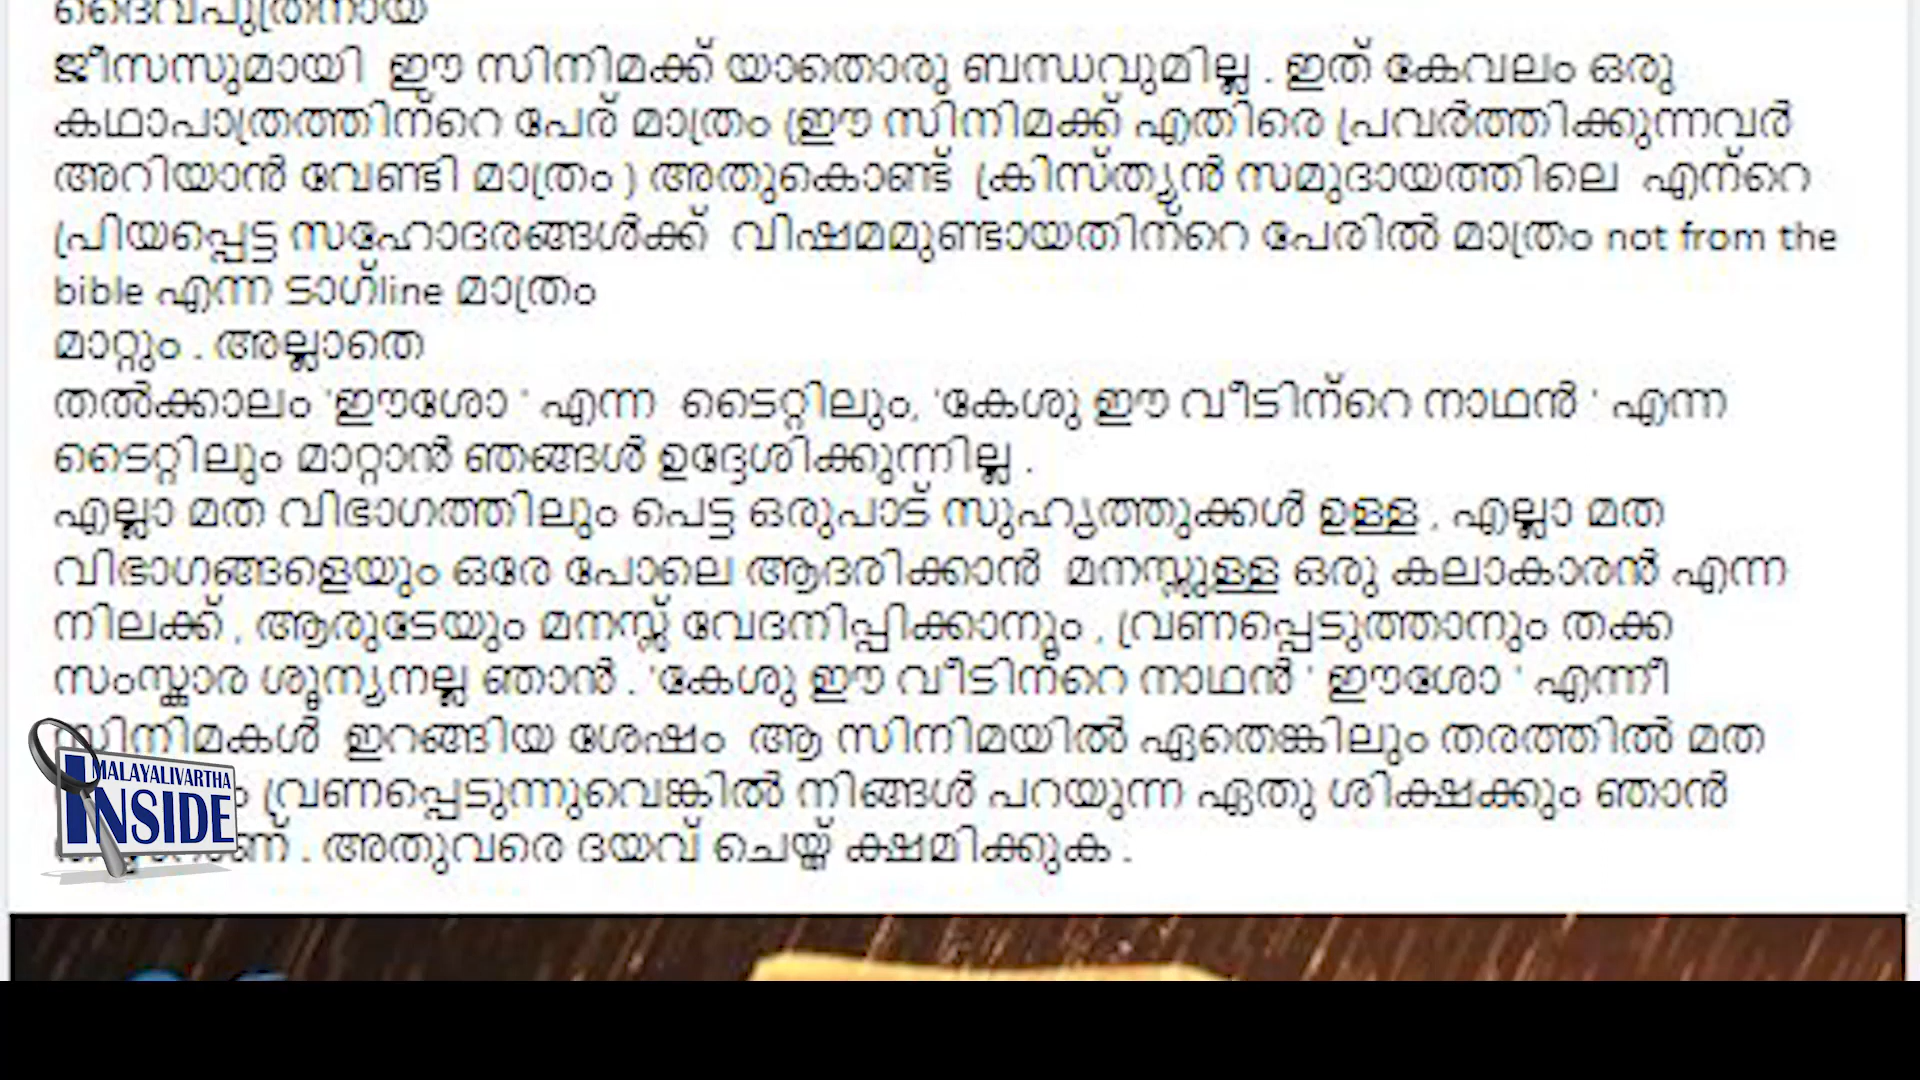 ദൈവപുത്രനായ
ജീസസുമായി ഈ സിനിമക്ക് യാതൊരു ബന്ധവുമില്ല . ഇത് കേവലം ഒരു
കഥാപാത്രത്തിന്റെ പേര് മാത്രം (ഈ സിനിമക്ക് എതിരെ പ്രവർത്തിക്കുന്നവർ
അറിയാൻ വേണ്ടി മാത്രം ) അതുകൊണ്ട് ക്രിസ്ത്യൻ സമുദായത്തിലെ എന്റെ
പ്രിയപ്പെട്ട സഹോദരങ്ങൾക്ക് വിഷമമുണ്ടായതിന്റെ പേരിൽ മാത്രം not from the
bible എന്ന ടാഗ്line മാത്രം
മാറ്റും . അല്ലാതെ
തൽക്കാലം 'ഈശോ ' എന്ന ടൈറ്റിലും, 'കേശു ഈ വീടിന്റെ നാഥൻ ' എന്ന
ടൈറ്റിലും മാറ്റാൻ ഞങ്ങൾ ഉദ്ദേശിക്കുന്നില്ല .
എല്ലാ മത വിഭാഗത്തിലും പെട്ട ഒരുപാട് സുഹൃത്തുക്കൾ ഉള്ള , എല്ലാ മത
വിഭാഗങ്ങളെയും ഒരേ പോലെ ആദരിക്കാൻ മനസ്സുള്ള ഒരു കലാകാരൻ എന്ന
നിലക്ക് , ആരുടേയും മനസ്സ് വേദനിപ്പിക്കാനും , വ്രണപ്പെടുത്താനും തക്ക
സംസ്കാര ശൂന്യനല്ല ഞാൻ . 'കേശു ഈ വീടിന്റെ നാഥൻ ' ഈശോ ' എന്നീ
സിനിമകൾ ഇറങ്ങിയ ശേഷം ആ സിനിമയിൽ ഏതെങ്കിലും തരത്തിൽ മത
വ്രണപ്പെടുന്നുവെങ്കിൽ നിങ്ങൾ പറയുന്ന ഏതു ശിക്ഷക്കും ഞാൻ
. അതുവരെ ദയവ് ചെയ്ത് ക്ഷമിക്കുക .
MALAYALIVARTHA
INSIDE